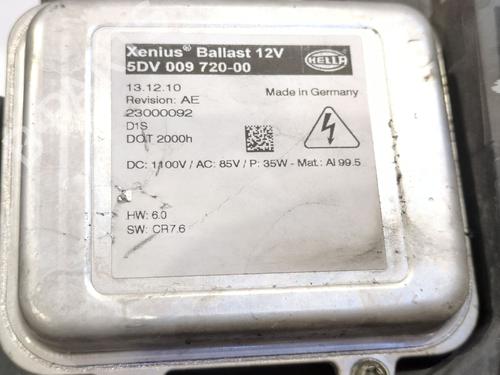 Xenius® Ballast 12V
5DV 009 720-00
HELLA
13.12.10
Made in Germany
Revision: AE
23000092
D1S
DOT 2000h
DC: 1100V / AC: 85V / P: 35W - Mat.: Al 99.5
HW: 6.0
SW: CR7.6